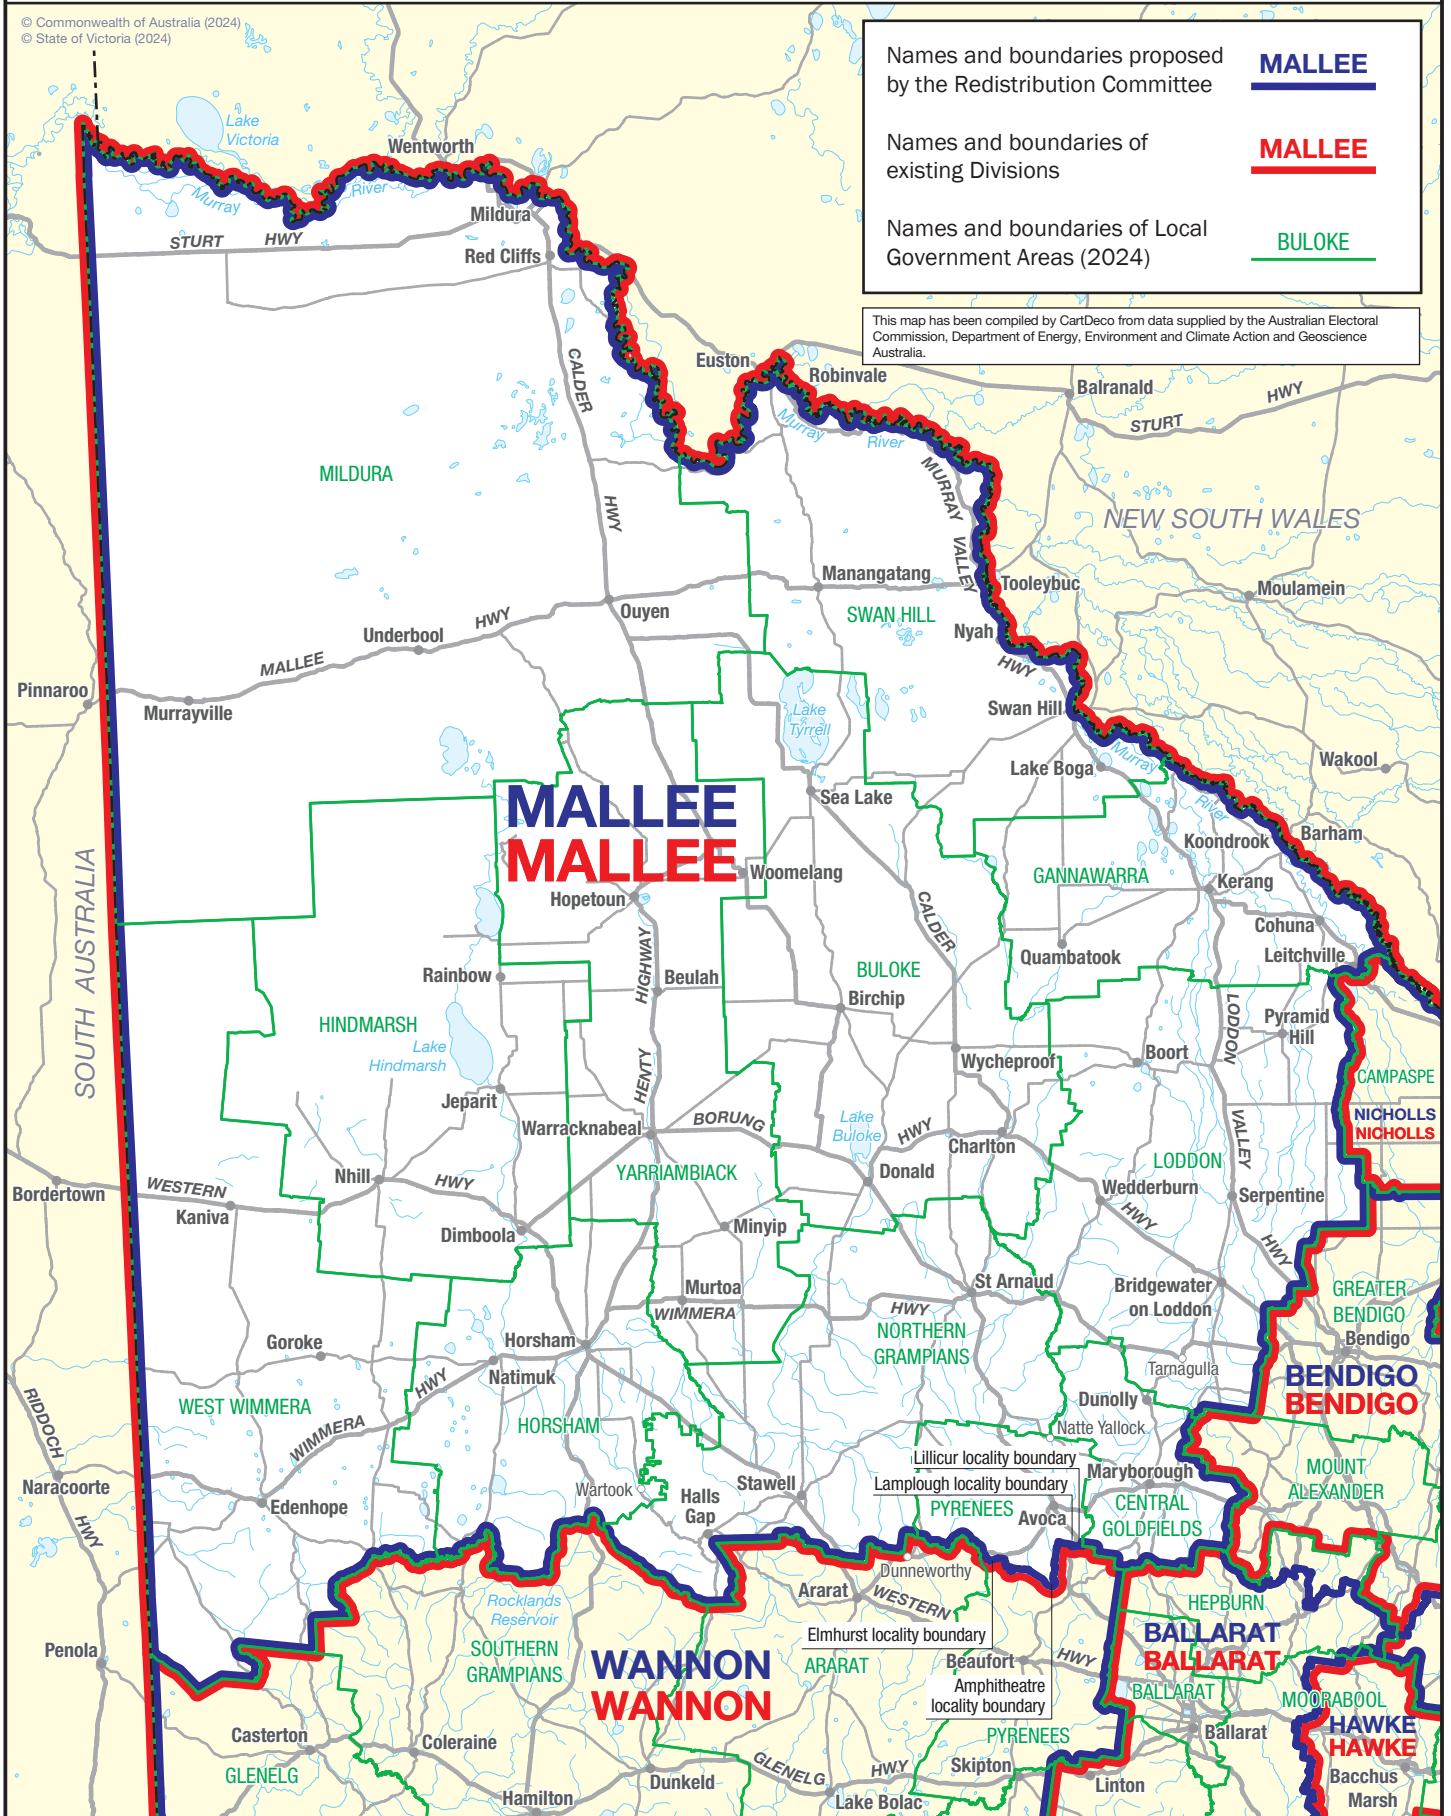 © Commonwealth of Australia (2024)
© State of Victoria (2024)
Names and boundaries proposed
by the Redistribution Committee
MALLEE
Names and boundaries of
existing Divisions
MALLEE
Names and boundaries of Local
Government Areas (2024)
BULOKE
This map has been compiled by CartDeco from data supplied by the Australian Electoral
Commission, Department of Energy, Environment and Climate Action and Geoscience
Australia.
Lake
Victoria
Wentworth
Murray
River
Mildura
STURT HWY
Red Cliffs
CALDER
HWY
Euston
Robinvale
Balranald
STURT
HWY
Murray
River
MURRAY
VALLEY
HWY
MILDURA
NEW SOUTH WALES
Manangatang
Tooleybuc
Moulamein
Ouyen
SWAN HILL
Nyah
Underbool
HWY
MALLEE
Pinnaroo
Murrayville
Swan Hill
Lake
Tyrrell
Murray
River
Lake Boga
Wakool
Sea Lake
MALLEE
MALLEE
Koondrook
Barham
Woomelang
GANNAWARRA
Kerang
Hopetoun
CALDER
Cohuna
Quambatook
Leitchville
SOUTH AUSTRALIA
HIGHWAY
Rainbow
Beulah
BULOKE
Birchip
LODDON
Pyramid
Hill
HINDMARSH
Lake
Hindmarsh
Wycheproof
Boort
CAMPASPE
HENTY
Jeparit
NICHOLLS
NICHOLLS
Warracknabeal
BORUNG
Lake
Buloke
HWY
Charlton
VALLEY
YARRIAMBIACK
LODDON
Nhill
HWY
Donald
Bordertown
WESTERN
Kaniva
Wedderburn
Serpentine
HWY
Dimboola
Minyip
HWY
St Arnaud
Bridgewater
on Loddon
GREATER
BENDIGO
Murtoa
WIMMERA
HWY
NORTHERN
GRAMPIANS
Bendigo
Horsham
Goroke
Natimuk
HWY
Tarnagulla
BENDIGO
BENDIGO
RIDDOCH
WEST WIMMERA
WIMMERA
HORSHAM
Dunolly
Natte Yallock
Lillicur locality boundary
Lamplough locality boundary
Maryborough
MOUNT
ALEXANDER
Naracoorte
Edenhope
Wartook
Halls
Gap
Stawell
PYRENEES
Avoca
CENTRAL
GOLDFIELDS
HWY
Dunneworthy
Ararat
WESTERN
HWY
Rocklands
Reservoir
HEPBURN
Elmhurst locality boundary
BALLARAT
BALLARAT
Penola
SOUTHERN
GRAMPIANS
WANNON
WANNON
ARARAT
Beaufort
Amphitheatre
locality boundary
BALLARAT
MOORABOOL
PYRENEES
Ballarat
HAWKE
HAWKE
Casterton
Coleraine
GLENELG
GLENELG
HWY
Skipton
Dunkeld
Linton
Bacchus
Marsh
Hamilton
Lake Bolac